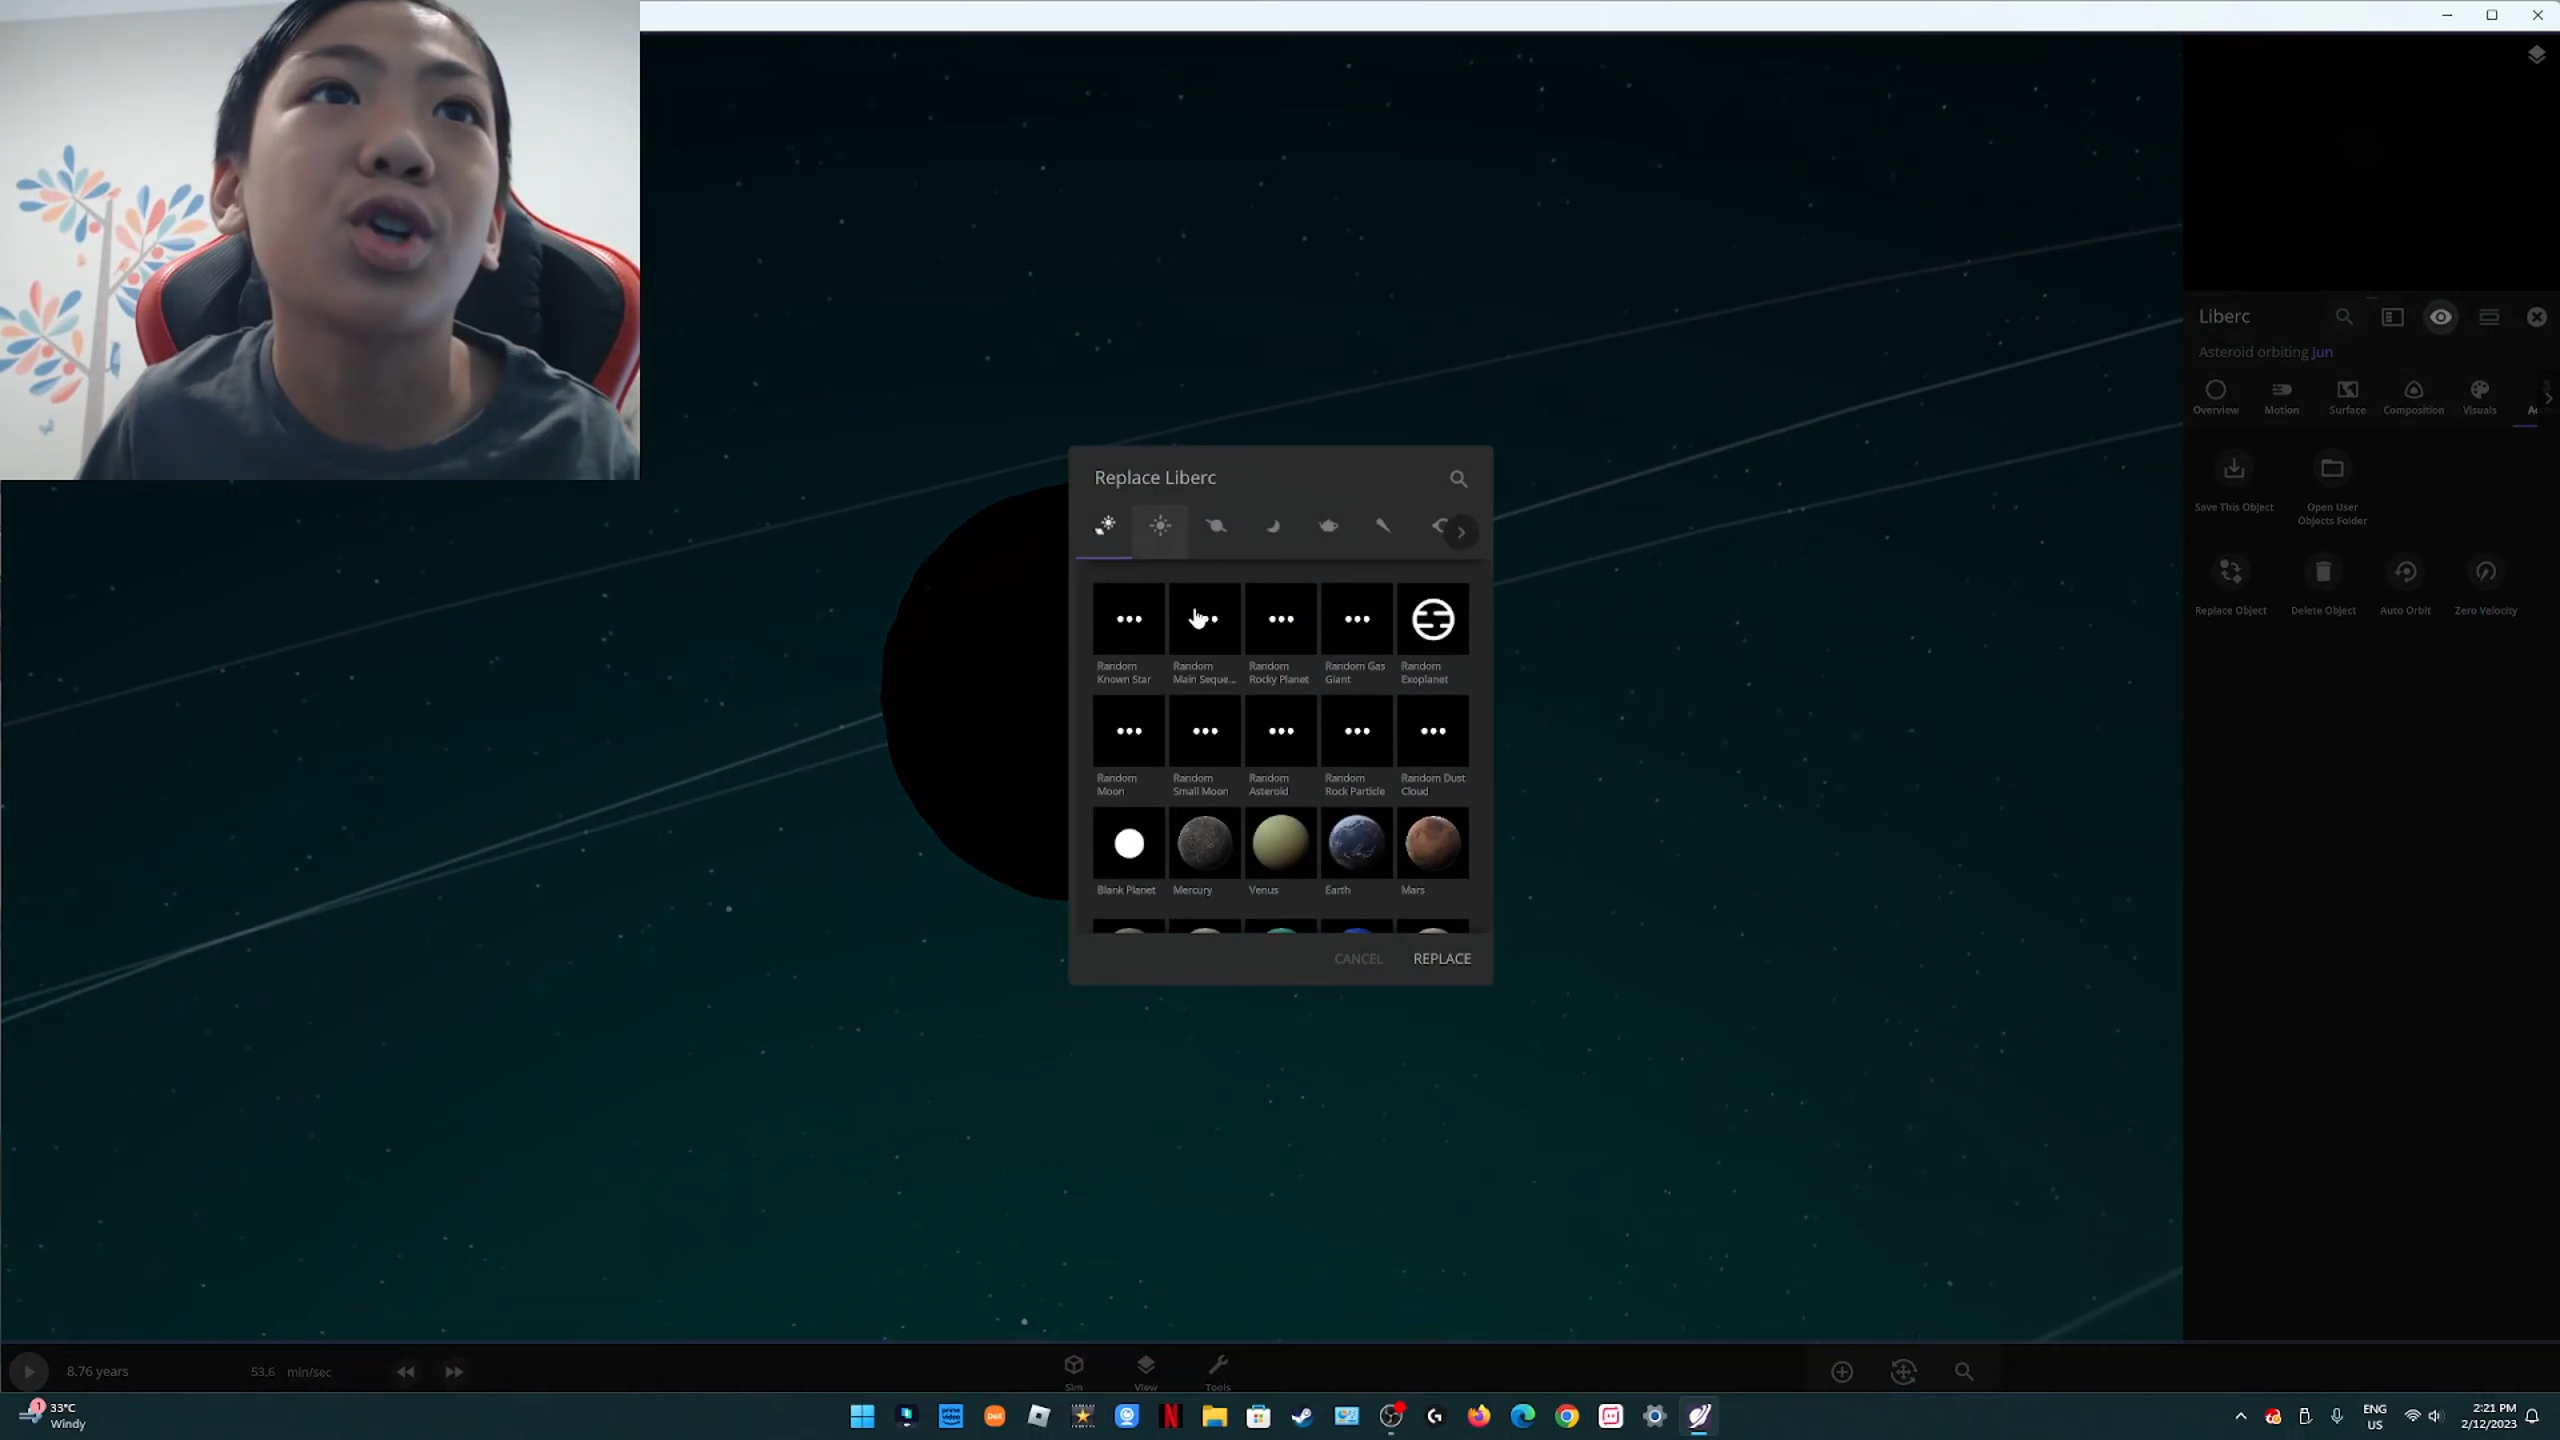 Liberc
Asteroid orbiting Jun
Overview
Motion
Surface
Composition
Visuals
Save This Object
Open User
Objects Folder
Replace Object
Delete Object
Auto Orbit
Zero Velocity
Replace Liberc
Random
Known Star
Random
Main Seque...
Random
Rocky Planet
Random Gas
Giant
Random
Exoplanet
Random
Moon
Random
Small Moon
Random
Asteroid
Random
Rock Particle
Random Dust
Cloud
Blank Planet
Mercury
Venus
Earth
Mars
CANCEL
REPLACE
8.76 years
53,6 min/sec
Sim
View
Tools
1
33°C
Windy
prime video
DeX
N
G
ENG
US
2:21 PM
2/12/2023